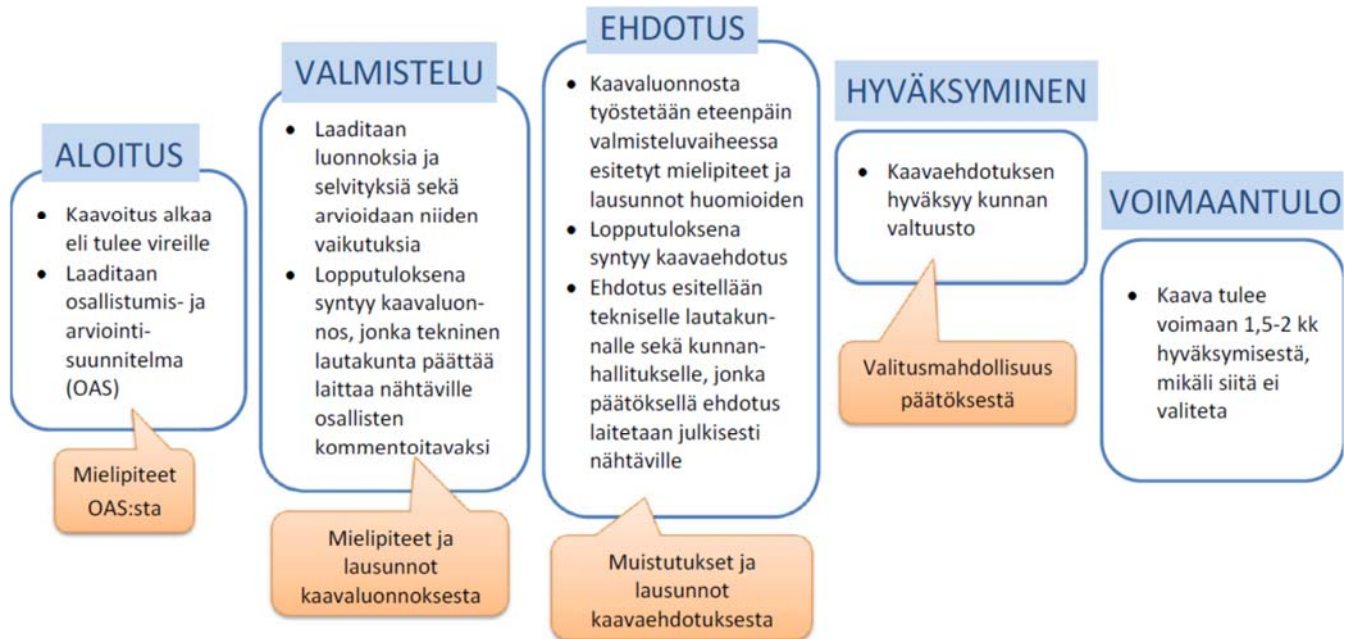 ALOITUS
• Kaavoitus alkaa
eli tulee vireille
• Laaditaan
osallistumis- ja
arviointi-
suunnitelma
(OAS)
Mielipiteet
OAS:sta
VALMISTELU
• Laaditaan
luonnoksia ja
selvityksiä sekä
arvioidaan niiden
vaikutuksia
• Lopputuloksena
syntyy kaavaluon-
nos, jonka tekninen
lautakunta päättää
laittaa nähtäville
osallisten
kommentoitavaksi
Mielipiteet ja
lausunnot
kaavaluonnoksesta
EHDOTUS
• Kaavaluonnosta
työstetään eteenpäin
valmisteluvaiheessa
esitetyt mielipiteet ja
lausunnot huomioiden
• Lopputuloksena
syntyy kaavaehdotus
• Ehdotus esitellään
tekniselle lautakun-
nalle sekä kunnan-
hallitukselle, jonka
päätöksellä ehdotus
laitetaan julkisesti
nähtäville
Muistutukset ja
lausunnot
kaavaehdotuksesta
HYVÄKSYMINEN
• Kaavaehdotuksen
hyväksyy kunnan
valtuusto
Valitusmahdollisuus
päätöksestä
VOIMAANTULO
• Kaava tulee
voimaan 1,5-2 kk
hyväksymisestä,
mikäli siitä ei
valiteta